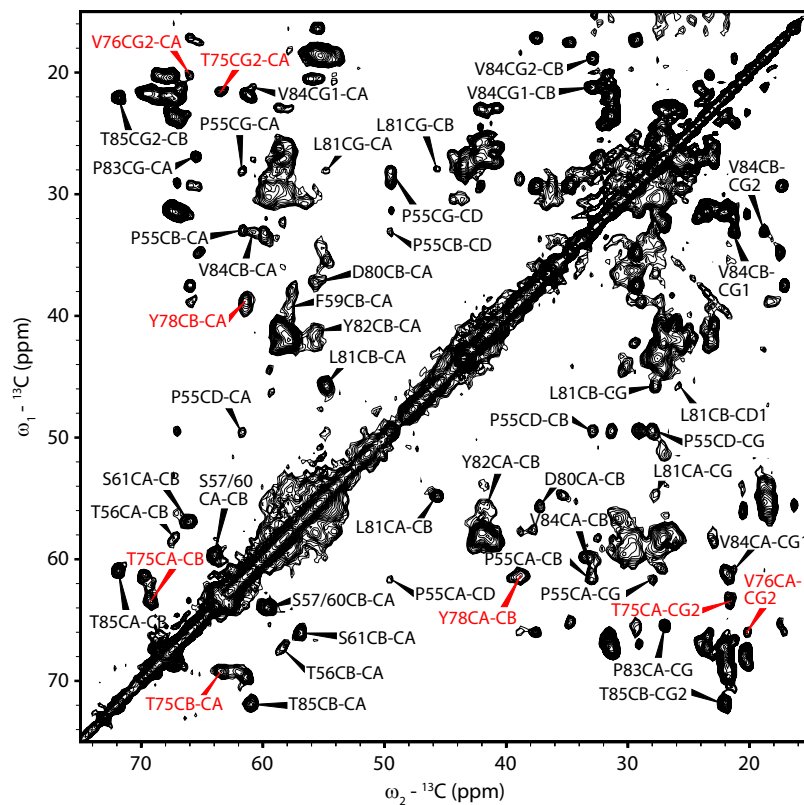 V76CG2-CA
T75CG2-CA
V84CG2-CB
V84CG1-CA
V84CG1-CB
T85CG2-CB
P55CG-CA
L81CG-CB
P83CG-CA
L81CG-CA
V84CB-
CG2
P55CG-CD
P55CB-CA
P55CB-CD
V84CB-CA
V84CB-
CG1
D80CB-CA
F59CB-CA
Y78CB-CA
Y82CB-CA
L81CB-CA
L81CB-CG
L81CB-CD1
P55CD-CA
P55CD-CB
P55CD-CG
Y82CA-CB
D80CA-CB
L81CA-CG
S61CA-CB
S57/60
CA-CB
T56CA-CB
L81CA-CB
V84CA-CB
V84CA-CG1
T75CA-CB
P55CA-CB
P55CA-CD
P55CA-CG
V76CA-
CG2
T85CA-CB
S57/60CB-CA
Y78CA-CB
T75CA-CG2
S61CB-CA
T56CB-CA
P83CA-CG
T75CB-CA
T85CB-CA
T85CB-CG2
20
30
40
50
60
70
ω1 - 13C (ppm)
70 60 50 40 30 20
ω2 - 13C (ppm)